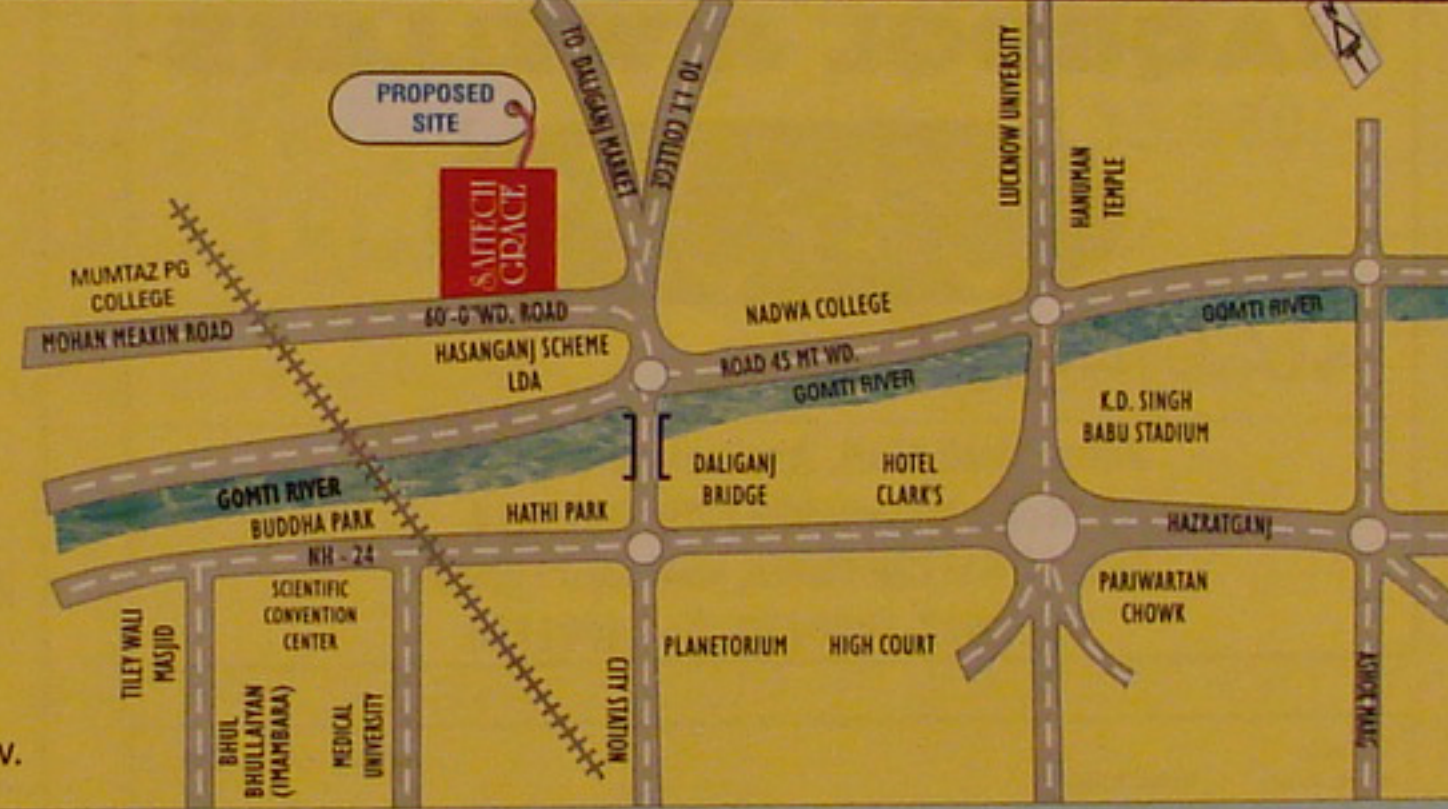 N
TO DALIGANJ MARKET
TO I.T. COLLEGE
LUCKNOW UNIVERSITY
HANUMAN
TEMPLE
PROPOSED
SITE
SAITECH
GRACE
MUMTAZ PG
COLLEGE
MOHAN MEAKIN ROAD
60'-0"WD. ROAD
HASANGANJ SCHEME
LDA
NADWA COLLEGE
ROAD 45 MT WD.
GOMTI RIVER
GOMTI RIVER
GOMTI RIVER
BUDDHA PARK
HATHI PARK
DALIGANJ
BRIDGE
HOTEL
CLARK'S
K.D. SINGH
BABU STADIUM
NH - 24
HAZRATGANJ
SCIENTIFIC
CONVENTION
CENTER
TILEY WALI
MASJID
BHUL
BHULLAIYAN
(IMAMBARA)
MEDICAL
UNIVERSITY
CITY STATION
PLANETORIUM
HIGH COURT
PARIWARTAN
CHOWK
ASHOK MARG
V.